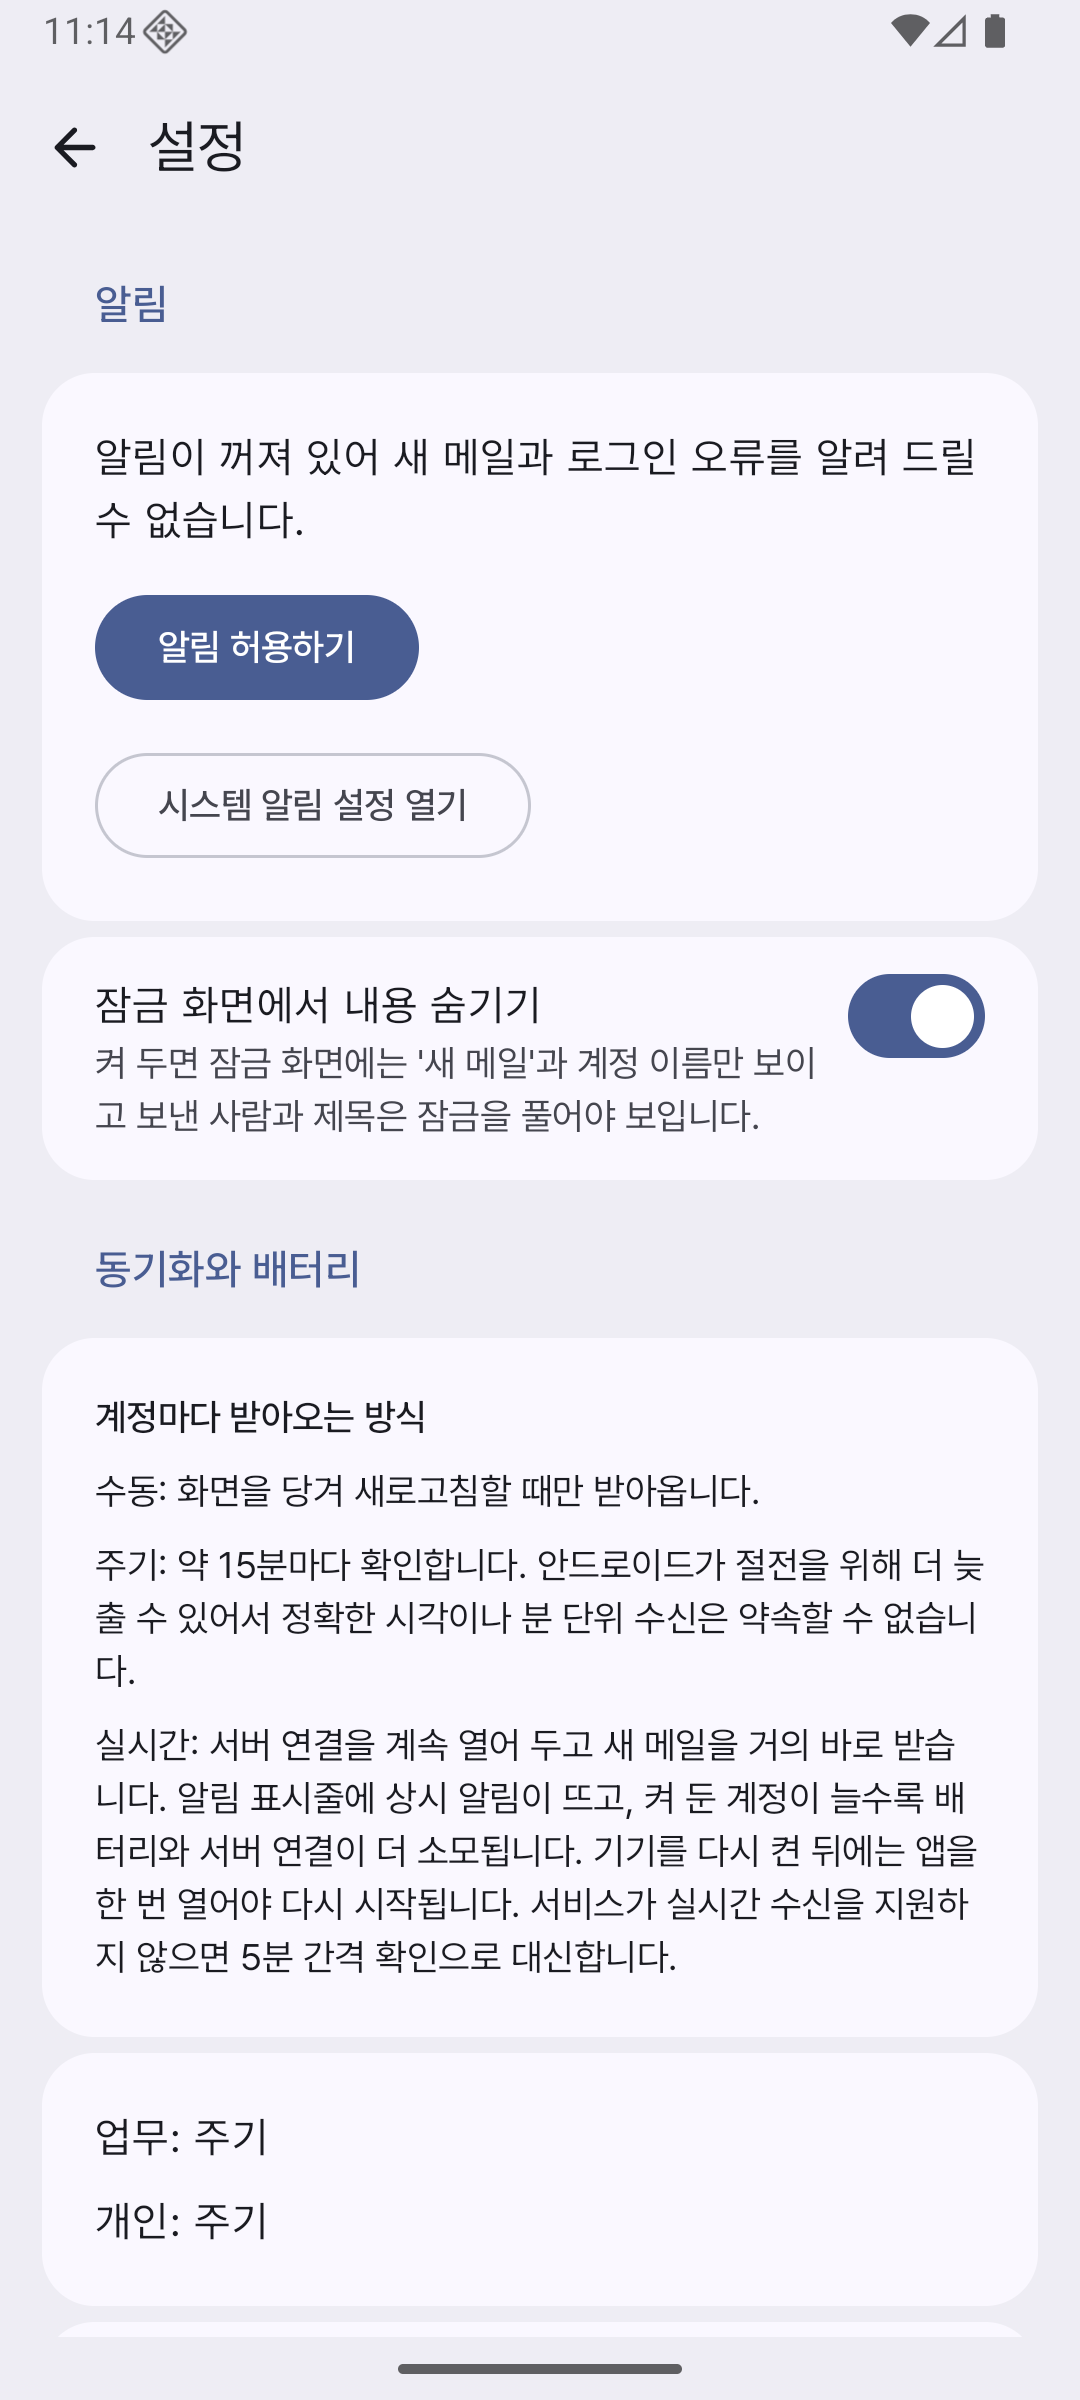 11:14
설정
알림
알림이 꺼져 있어 새 메일과 로그인 오류를 알려 드릴
수 없습니다.
알림 허용하기
시스템 알림 설정 열기
잠금 화면에서 내용 숨기기
켜 두면 잠금 화면에는 '새 메일'과 계정 이름만 보이
고 보낸 사람과 제목은 잠금을 풀어야 보입니다.
동기화와 배터리
계정마다 받아오는 방식
수동: 화면을 당겨 새로고침할 때만 받아옵니다.
주기: 약 15분마다 확인합니다. 안드로이드가 절전을 위해 더 늦
출 수 있어서 정확한 시각이나 분 단위 수신은 약속할 수 없습니
다.
실시간: 서버 연결을 계속 열어 두고 새 메일을 거의 바로 받습
니다. 알림 표시줄에 상시 알림이 뜨고, 켜 둔 계정이 늘수록 배
터리와 서버 연결이 더 소모됩니다. 기기를 다시 켠 뒤에는 앱을
한 번 열어야 다시 시작됩니다. 서비스가 실시간 수신을 지원하
지 않으면 5분 간격 확인으로 대신합니다.
업무: 주기
개인: 주기